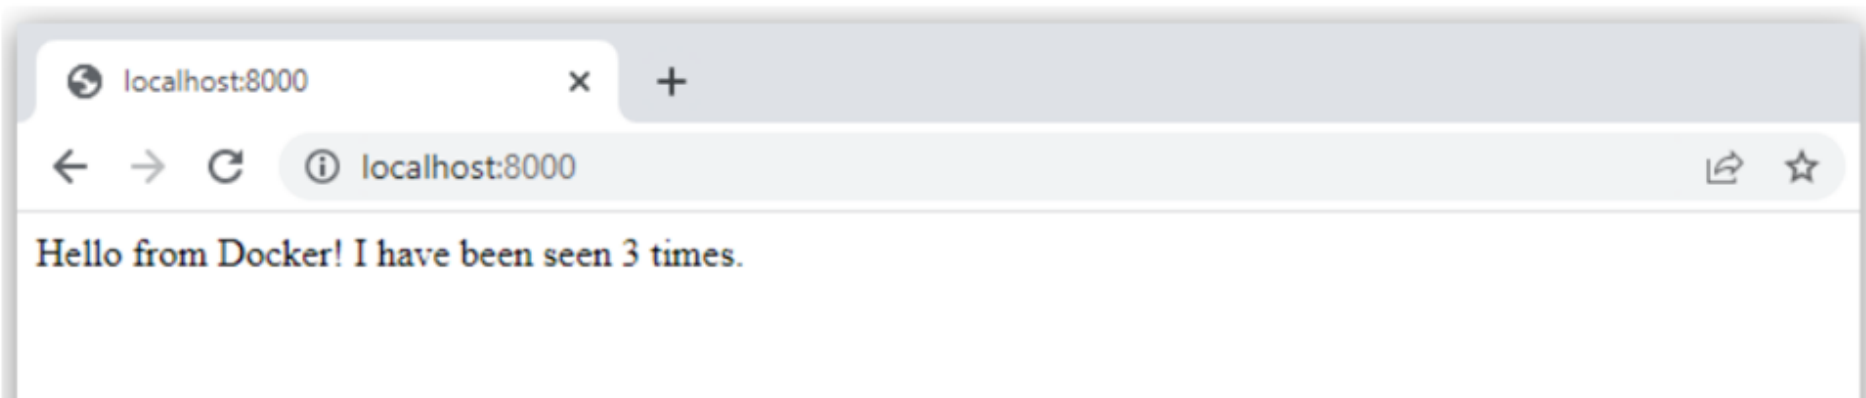 localhost:8000
localhost:8000
Hello from Docker! I have been seen 3 times.